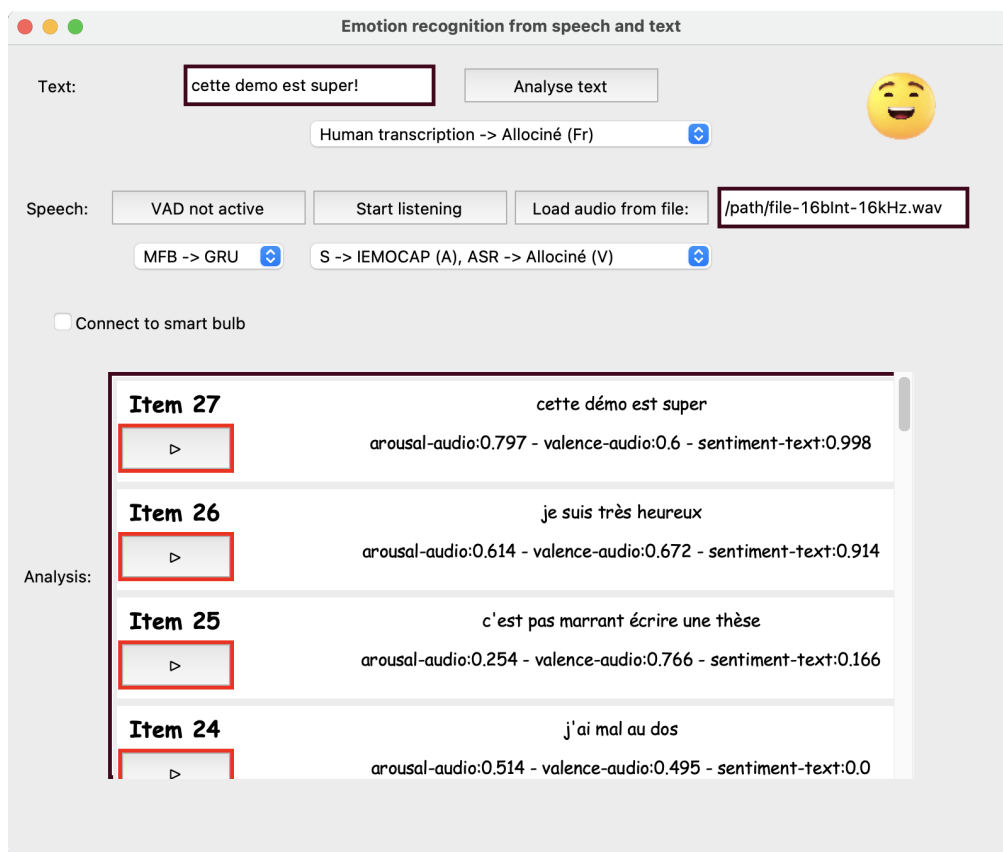 Emotion recognition from speech and text
Text:
cette demo est super!
Analyse text
Human transcription -> Allociné (Fr)
Speech:
VAD not active
Start listening
Load audio from file:
/path/file-16bInt-16kHz.wav
MFB -> GRU
S -> IEMOCAP (A), ASR -> Allociné (V)
Connect to smart bulb
Analysis:
Item 27
cette démo est super
arousal-audio:0.797 - valence-audio:0.6 - sentiment-text:0.998
Item 26
je suis très heureux
arousal-audio:0.614 - valence-audio:0.672 - sentiment-text:0.914
Item 25
c'est pas marrant écrire une thèse
arousal-audio:0.254 - valence-audio:0.766 - sentiment-text:0.166
Item 24
j'ai mal au dos
arousal-audio:0.514 - valence-audio:0.495 - sentiment-text:0.0